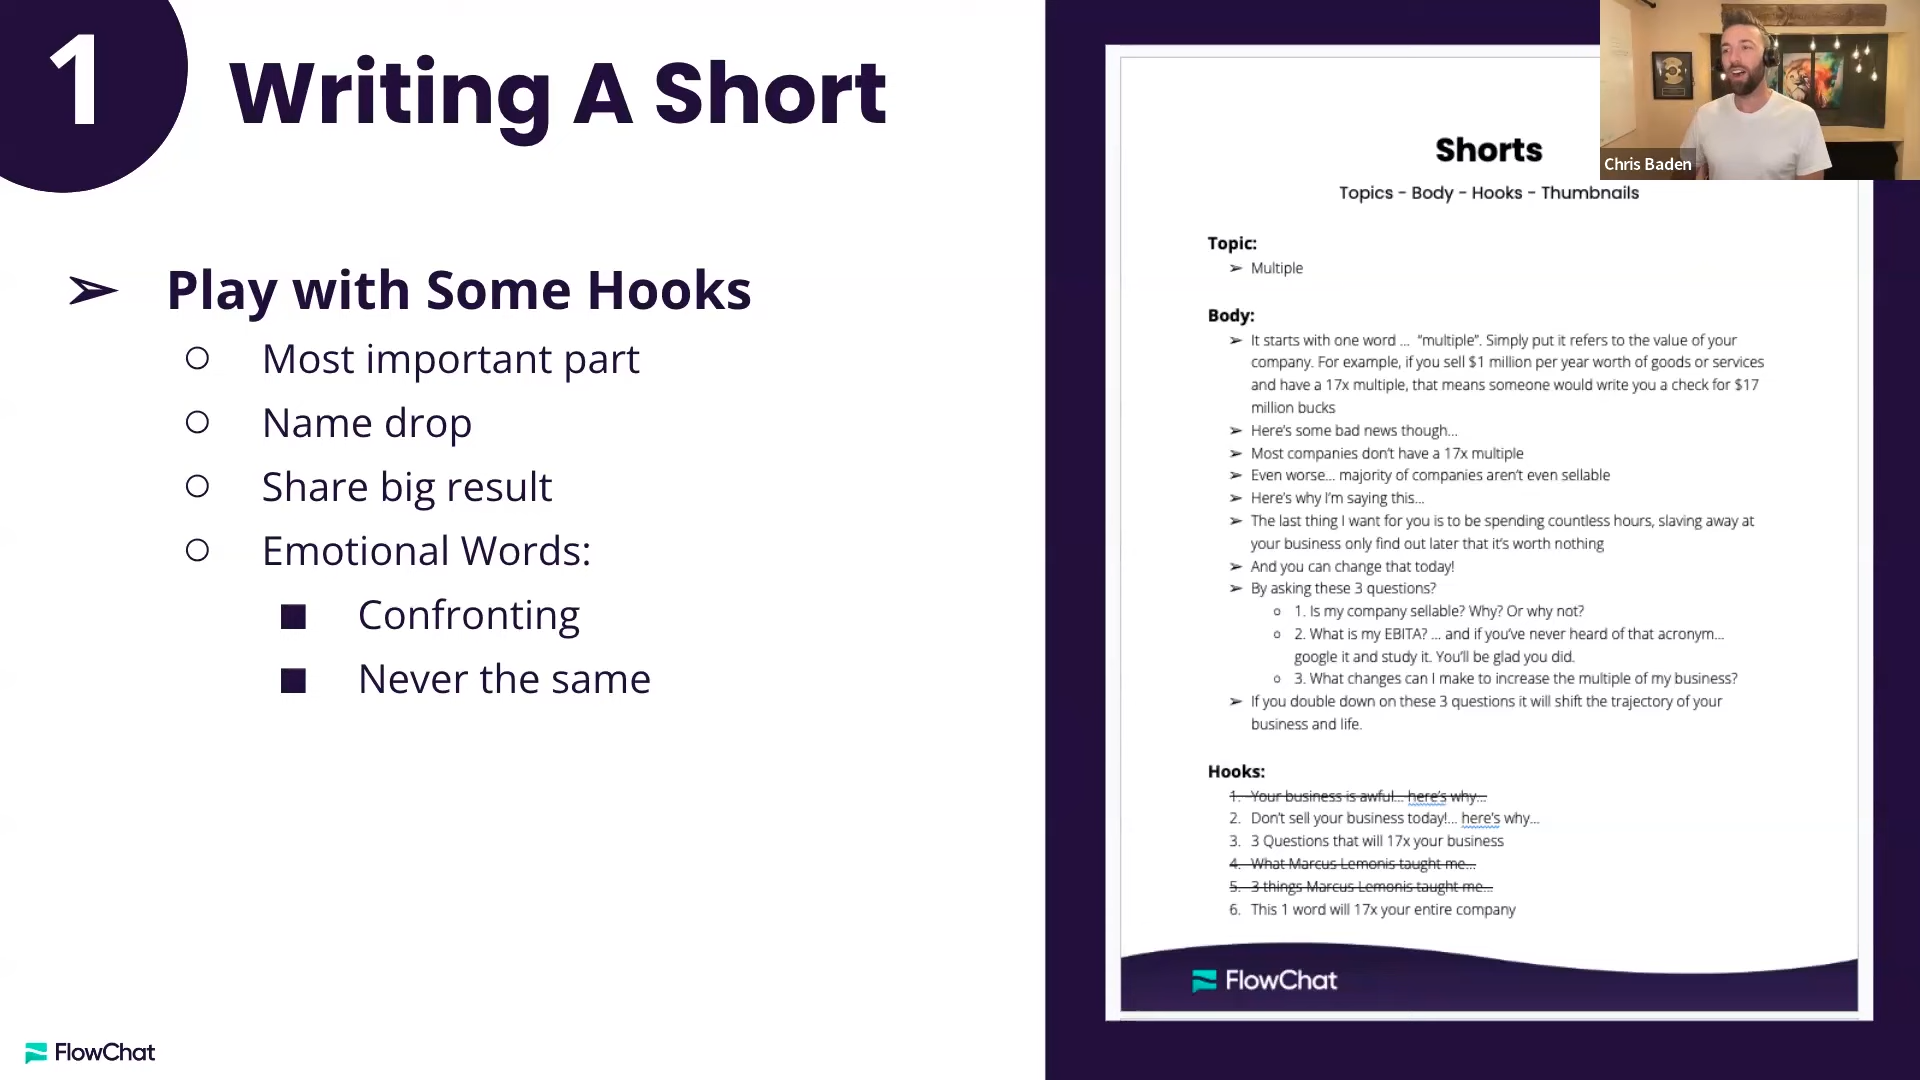 1
Writing A Short
➢ Play with Some Hooks
○ Most important part
○ Name drop
○ Share big result
○ Emotional Words:
■ Confronting
■ Never the same
FlowChat
Chris Baden
Shorts
Topics - Body - Hooks - Thumbnails
Topic:
➢ Multiple
Body:
➢ It starts with one word ... "multiple". Simply put it refers to the value of your
company. For example, if you sell $1 million per year worth of goods or services
and have a 17x multiple, that means someone would write you a check for $17
million bucks
➢ Here's some bad news though...
➢ Most companies don't have a 17x multiple
➢ Even worse... majority of companies aren't even sellable
➢ Here's why I'm saying this...
➢ The last thing I want for you is to be spending countless hours, slaving away at
your business only find out later that it's worth nothing
➢ And you can change that today!
➢ By asking these 3 questions?
○ 1. Is my company sellable? Why? Or why not?
○ 2. What is my EBITA? ... and if you've never heard of that acronym...
google it and study it. You'll be glad you did.
○ 3. What changes can I make to increase the multiple of my business?
➢ If you double down on these 3 questions it will shift the trajectory of your
business and life.
Hooks:
1. Your business is awful... here's why...
2. Don't sell your business today!... here's why...
3. 3 Questions that will 17x your business
4. What Marcus Lemonis taught me...
5. 3 things Marcus Lemonis taught me...
6. This 1 word will 17x your entire company
FlowChat